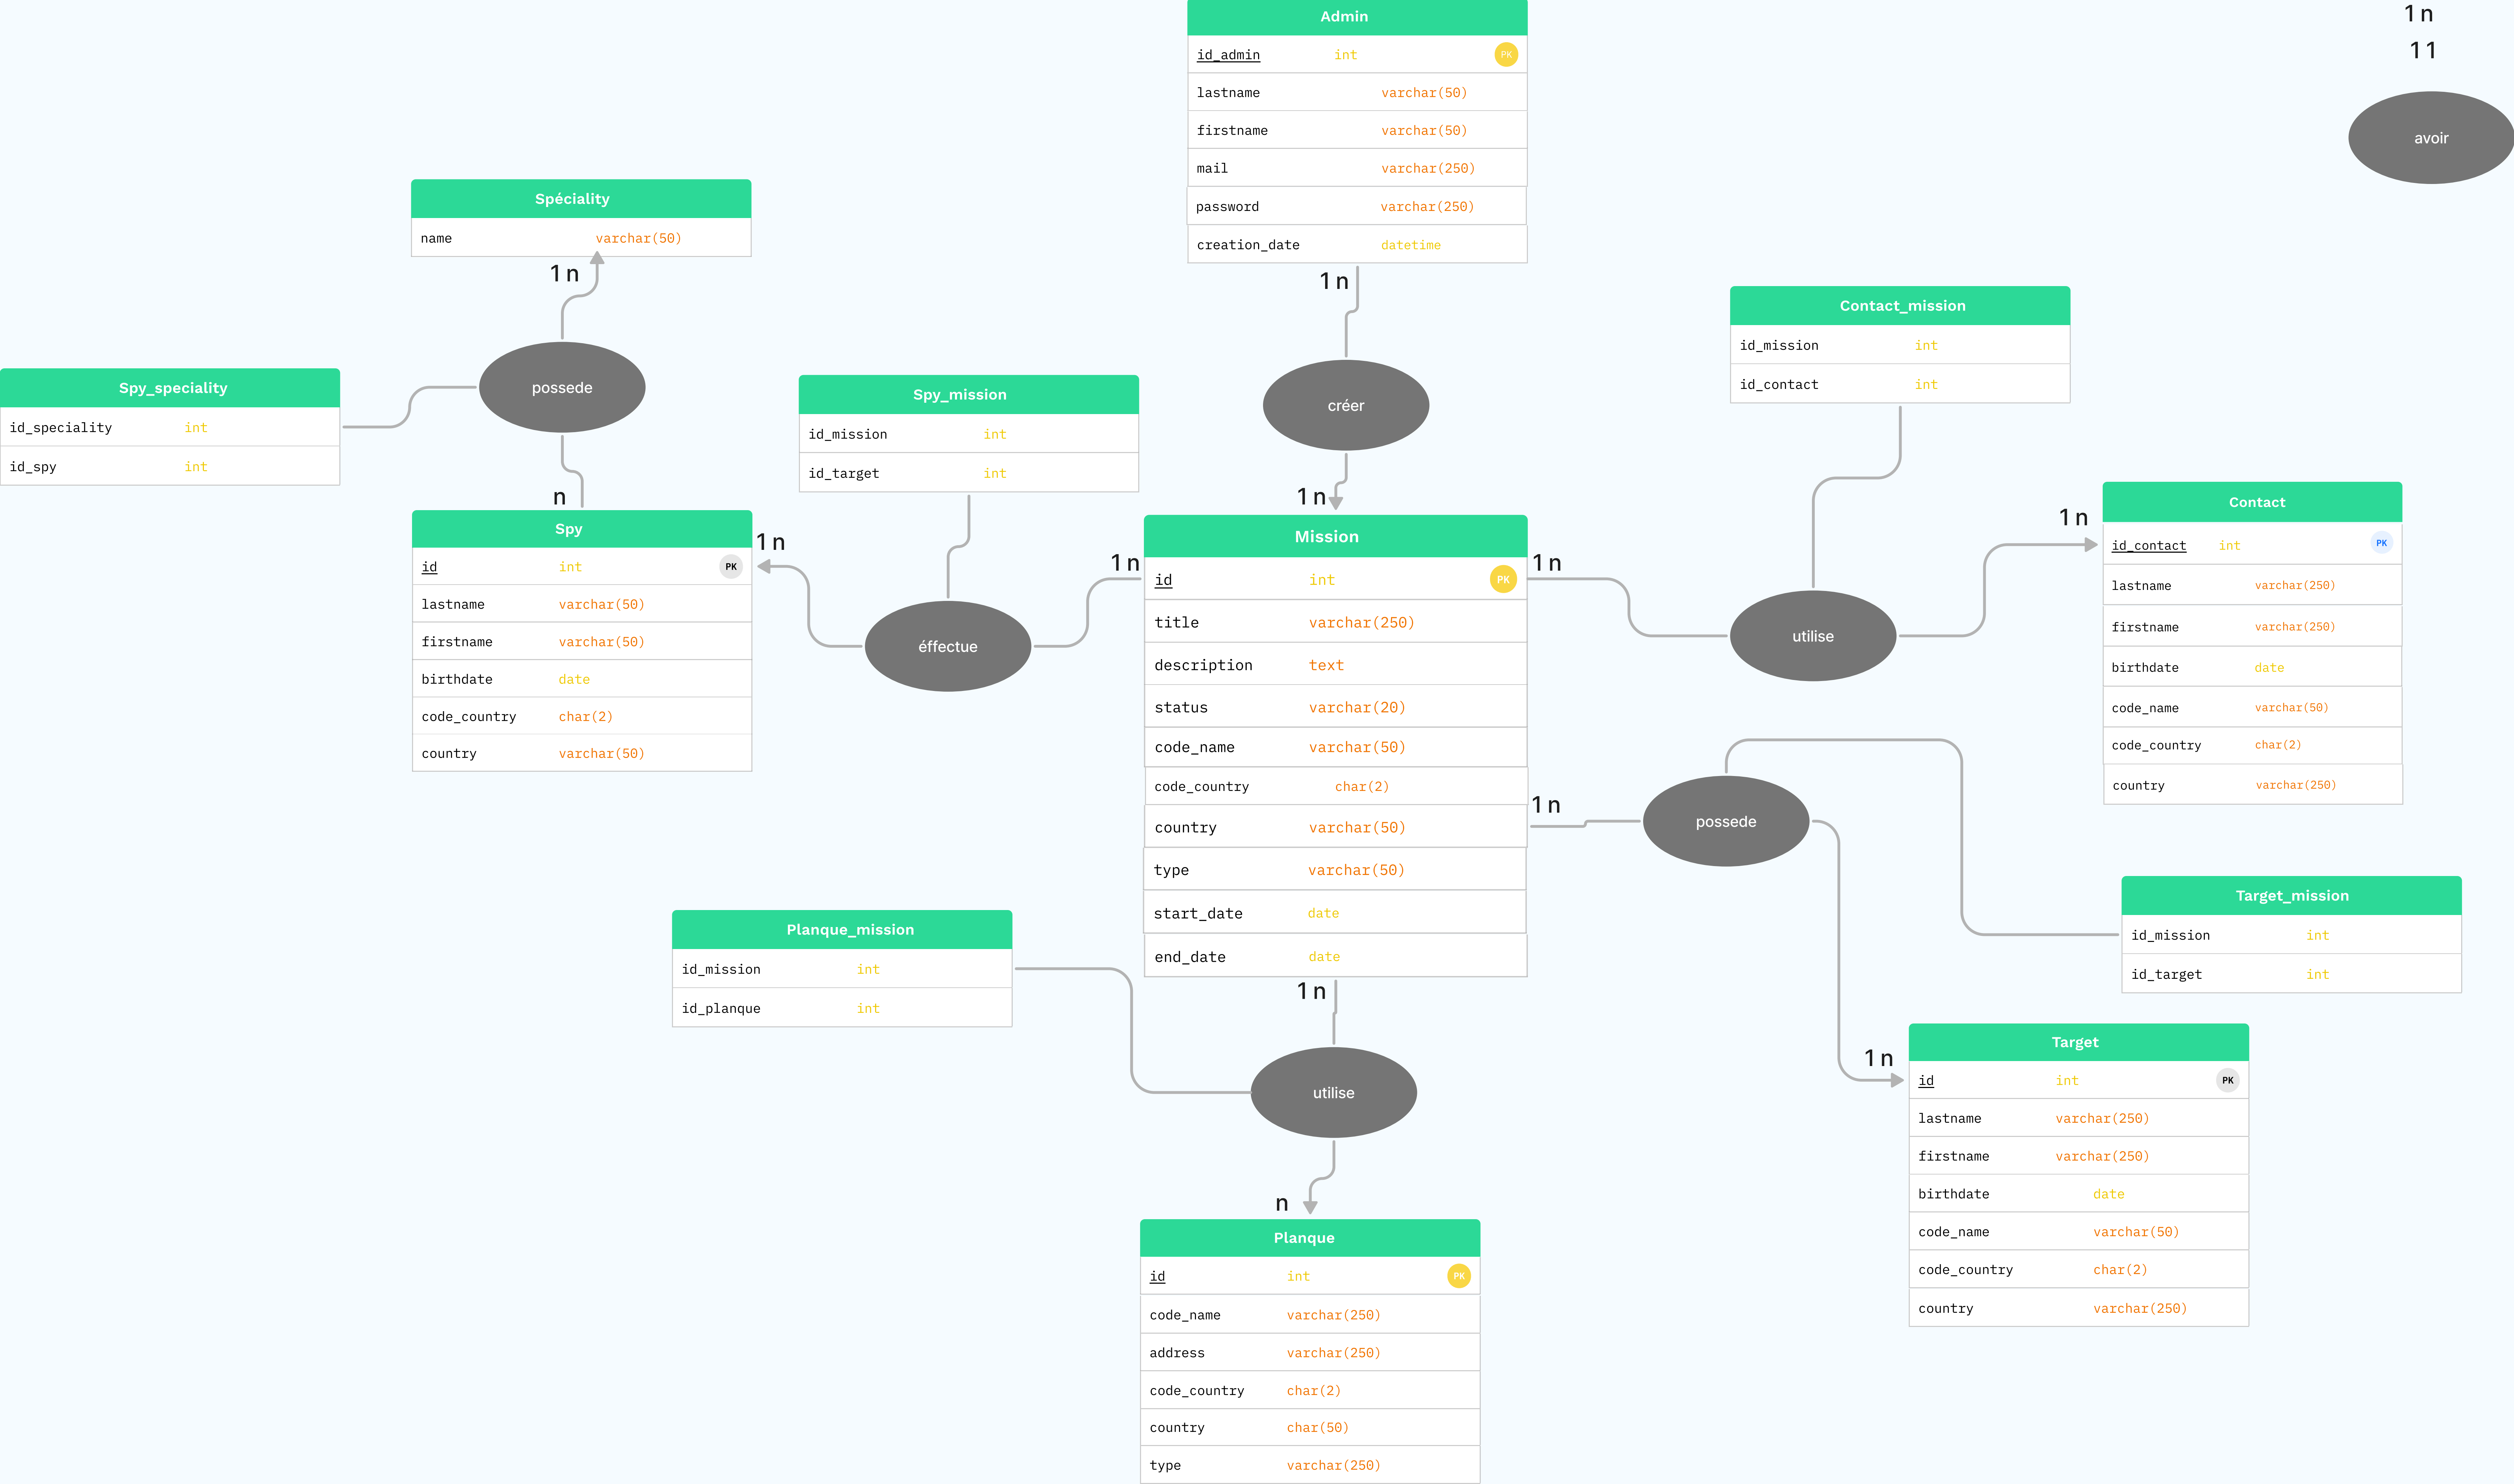 Admin
id_admin int PK
lastname varchar(50)
firstname varchar(50)
mail varchar(250)
password varchar(250)
creation_date datetime
1 n
1 n
1 1
avoir
Spéciality
name varchar(50)
1 n
possede
n
Spy_speciality
id_speciality int
id_spy int
Spy_mission
id_mission int
id_target int
créer
1 n
Contact_mission
id_mission int
id_contact int
Spy
id int PK
lastname varchar(50)
firstname varchar(50)
birthdate date
code_country char(2)
country varchar(50)
1 n
éffectue
1 n
Mission
id int PK
title varchar(250)
description text
status varchar(20)
code_name varchar(50)
code_country char(2)
country varchar(50)
type varchar(50)
start_date date
end_date date
1 n
utilise
1 n
Contact
id_contact int PK
lastname varchar(250)
firstname varchar(250)
birthdate date
code_name varchar(50)
code_country char(2)
country varchar(250)
1 n
possede
Target_mission
id_mission int
id_target int
1 n
Target
id int PK
lastname varchar(250)
firstname varchar(250)
birthdate date
code_name varchar(50)
code_country char(2)
country varchar(250)
Planque_mission
id_mission int
id_planque int
1 n
utilise
n
Planque
id int PK
code_name varchar(250)
address varchar(250)
code_country char(2)
country char(50)
type varchar(250)